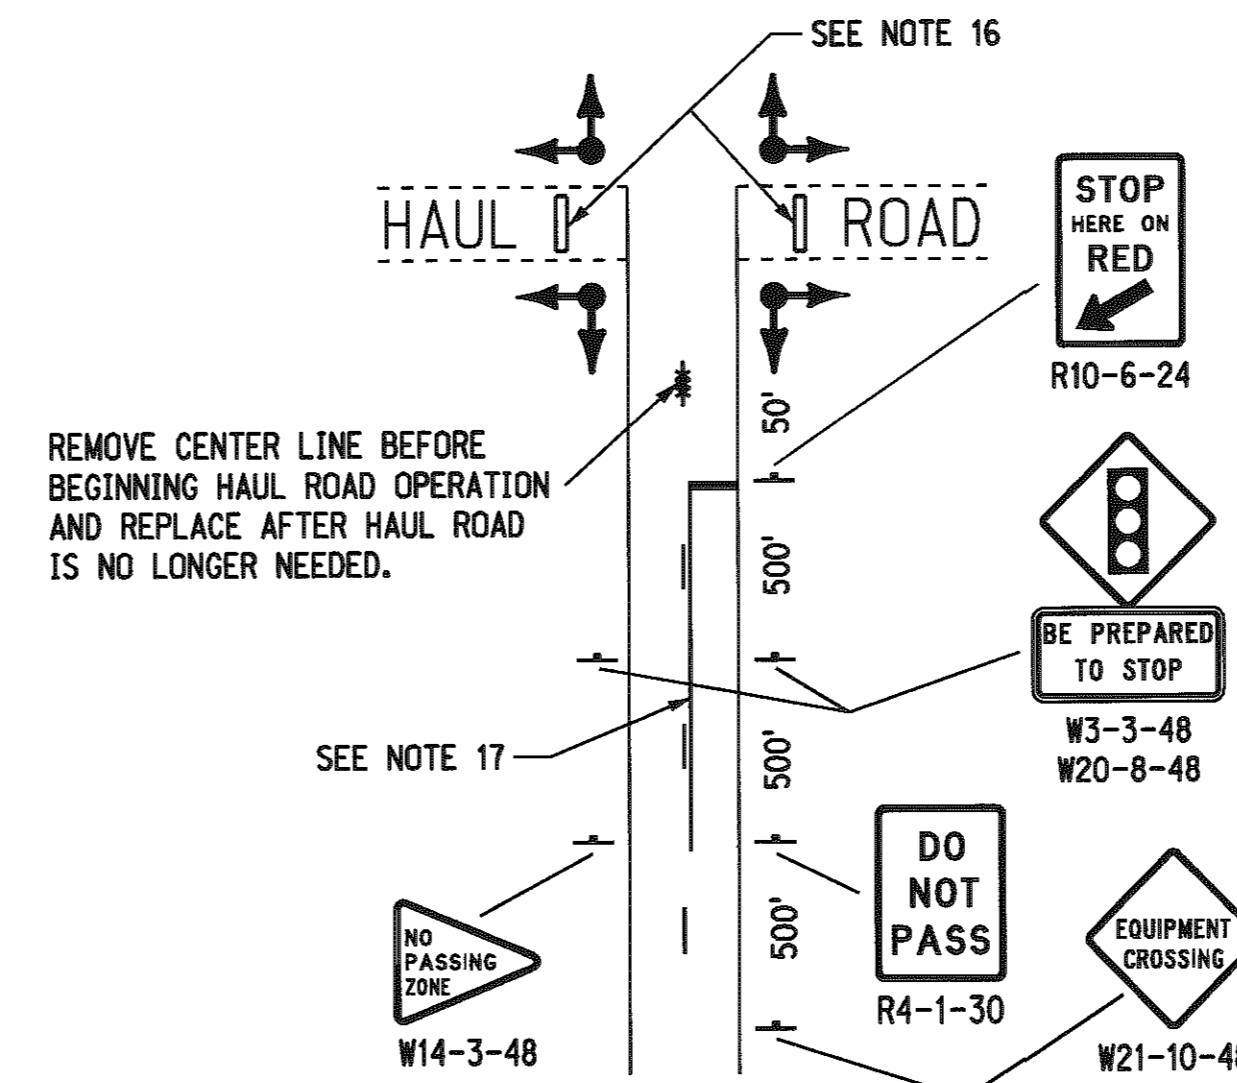 SEE NOTE 16
HAUL ROAD
STOP
HERE ON
RED
R10-6-24
50'
REMOVE CENTER LINE BEFORE
BEGINNING HAUL ROAD OPERATION
AND REPLACE AFTER HAUL ROAD
IS NO LONGER NEEDED.
500'
BE PREPARED
TO STOP
W3-3-48
W20-8-48
SEE NOTE 17
500'
DO
NOT
PASS
R4-1-30
NO
PASSING
ZONE
W14-3-48
500'
EQUIPMENT
CROSSING
W21-10-48